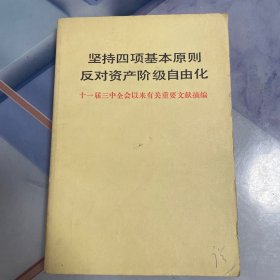 坚持四项基本原则
反对资产阶级自由化
十一届三中全会以来有关重要文献摘编